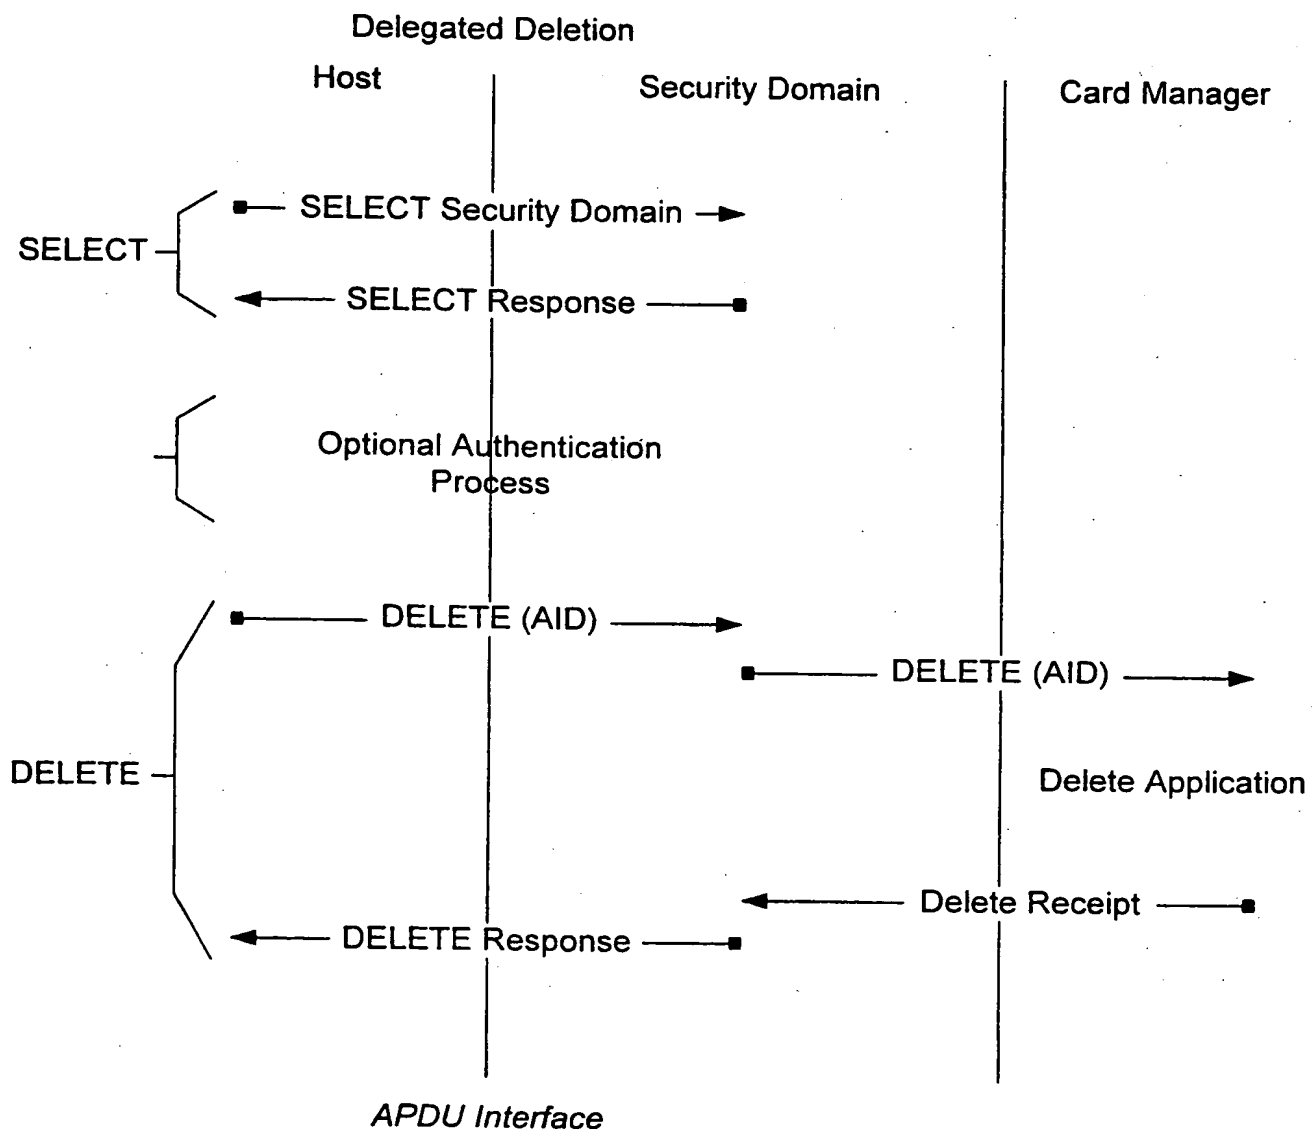 Delegated Deletion
Host
Security Domain
Card Manager
SELECT Security Domain
SELECT
SELECT Response
Optional Authentication
Process
DELETE (AID)
DELETE (AID)
DELETE
Delete Application
Delete Receipt
DELETE Response
APDU Interface